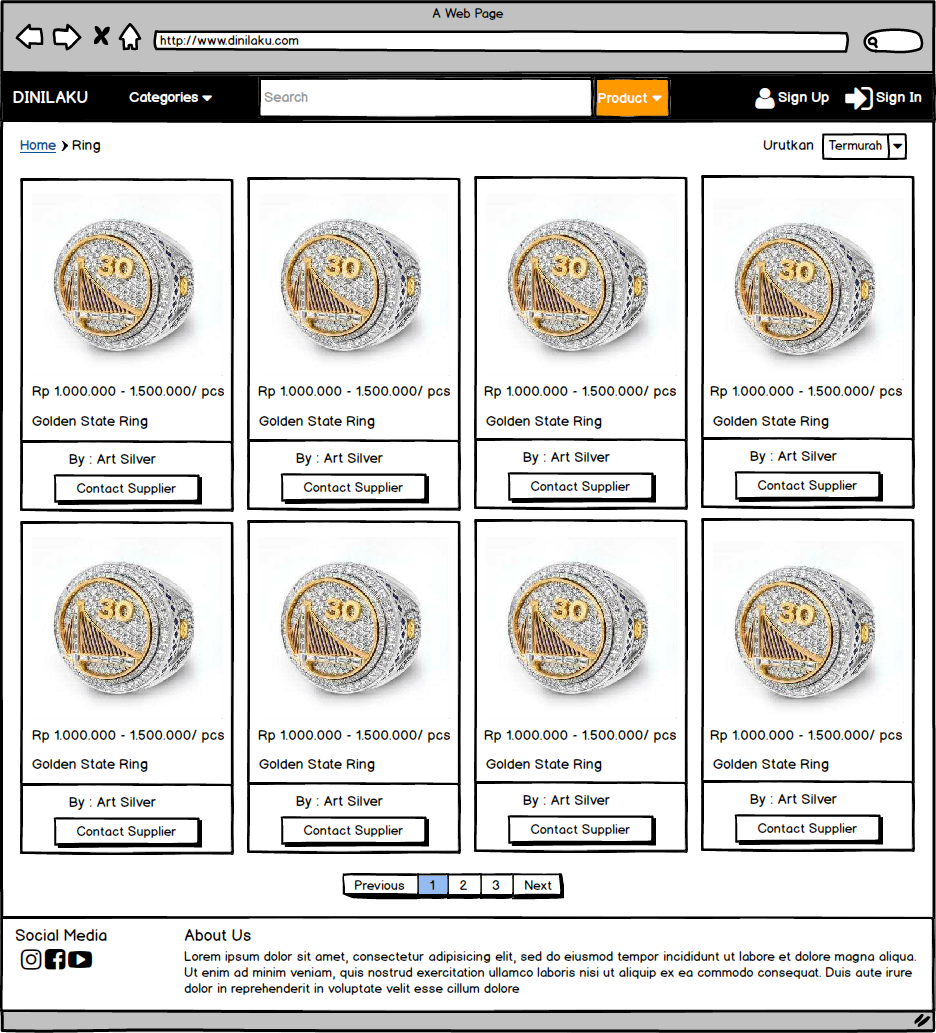 A Web Page
http://www.dinilaku.com
DINILAKU Categories Search Product Sign Up Sign In
Home Ring Urutkan Termurah
30 30 30 30
Rp 1.000.000 - 1.500.000/ pcs Rp 1.000.000 - 1.500.000/ pcs Rp 1.000.000 - 1.500.000/ pcs Rp 1.000.000 - 1.500.000/ pcs
Golden State Ring Golden State Ring Golden State Ring Golden State Ring
By : Art Silver By : Art Silver By : Art Silver By : Art Silver
Contact Supplier Contact Supplier Contact Supplier Contact Supplier
30 30 30 30
Rp 1.000.000 - 1.500.000/ pcs Rp 1.000.000 - 1.500.000/ pcs Rp 1.000.000 - 1.500.000/ pcs Rp 1.000.000 - 1.500.000/ pcs
Golden State Ring Golden State Ring Golden State Ring Golden State Ring
By : Art Silver By : Art Silver By : Art Silver By : Art Silver
Contact Supplier Contact Supplier Contact Supplier Contact Supplier
Previous 1 2 3 Next
Social Media
About Us
Lorem ipsum dolor sit amet, consectetur adipisicing elit, sed do eiusmod tempor incididunt ut labore et dolore magna aliqua.
Ut enim ad minim veniam, quis nostrud exercitation ullamco laboris nisi ut aliquip ex ea commodo consequat. Duis aute irure
dolor in reprehenderit in voluptate velit esse cillum dolore